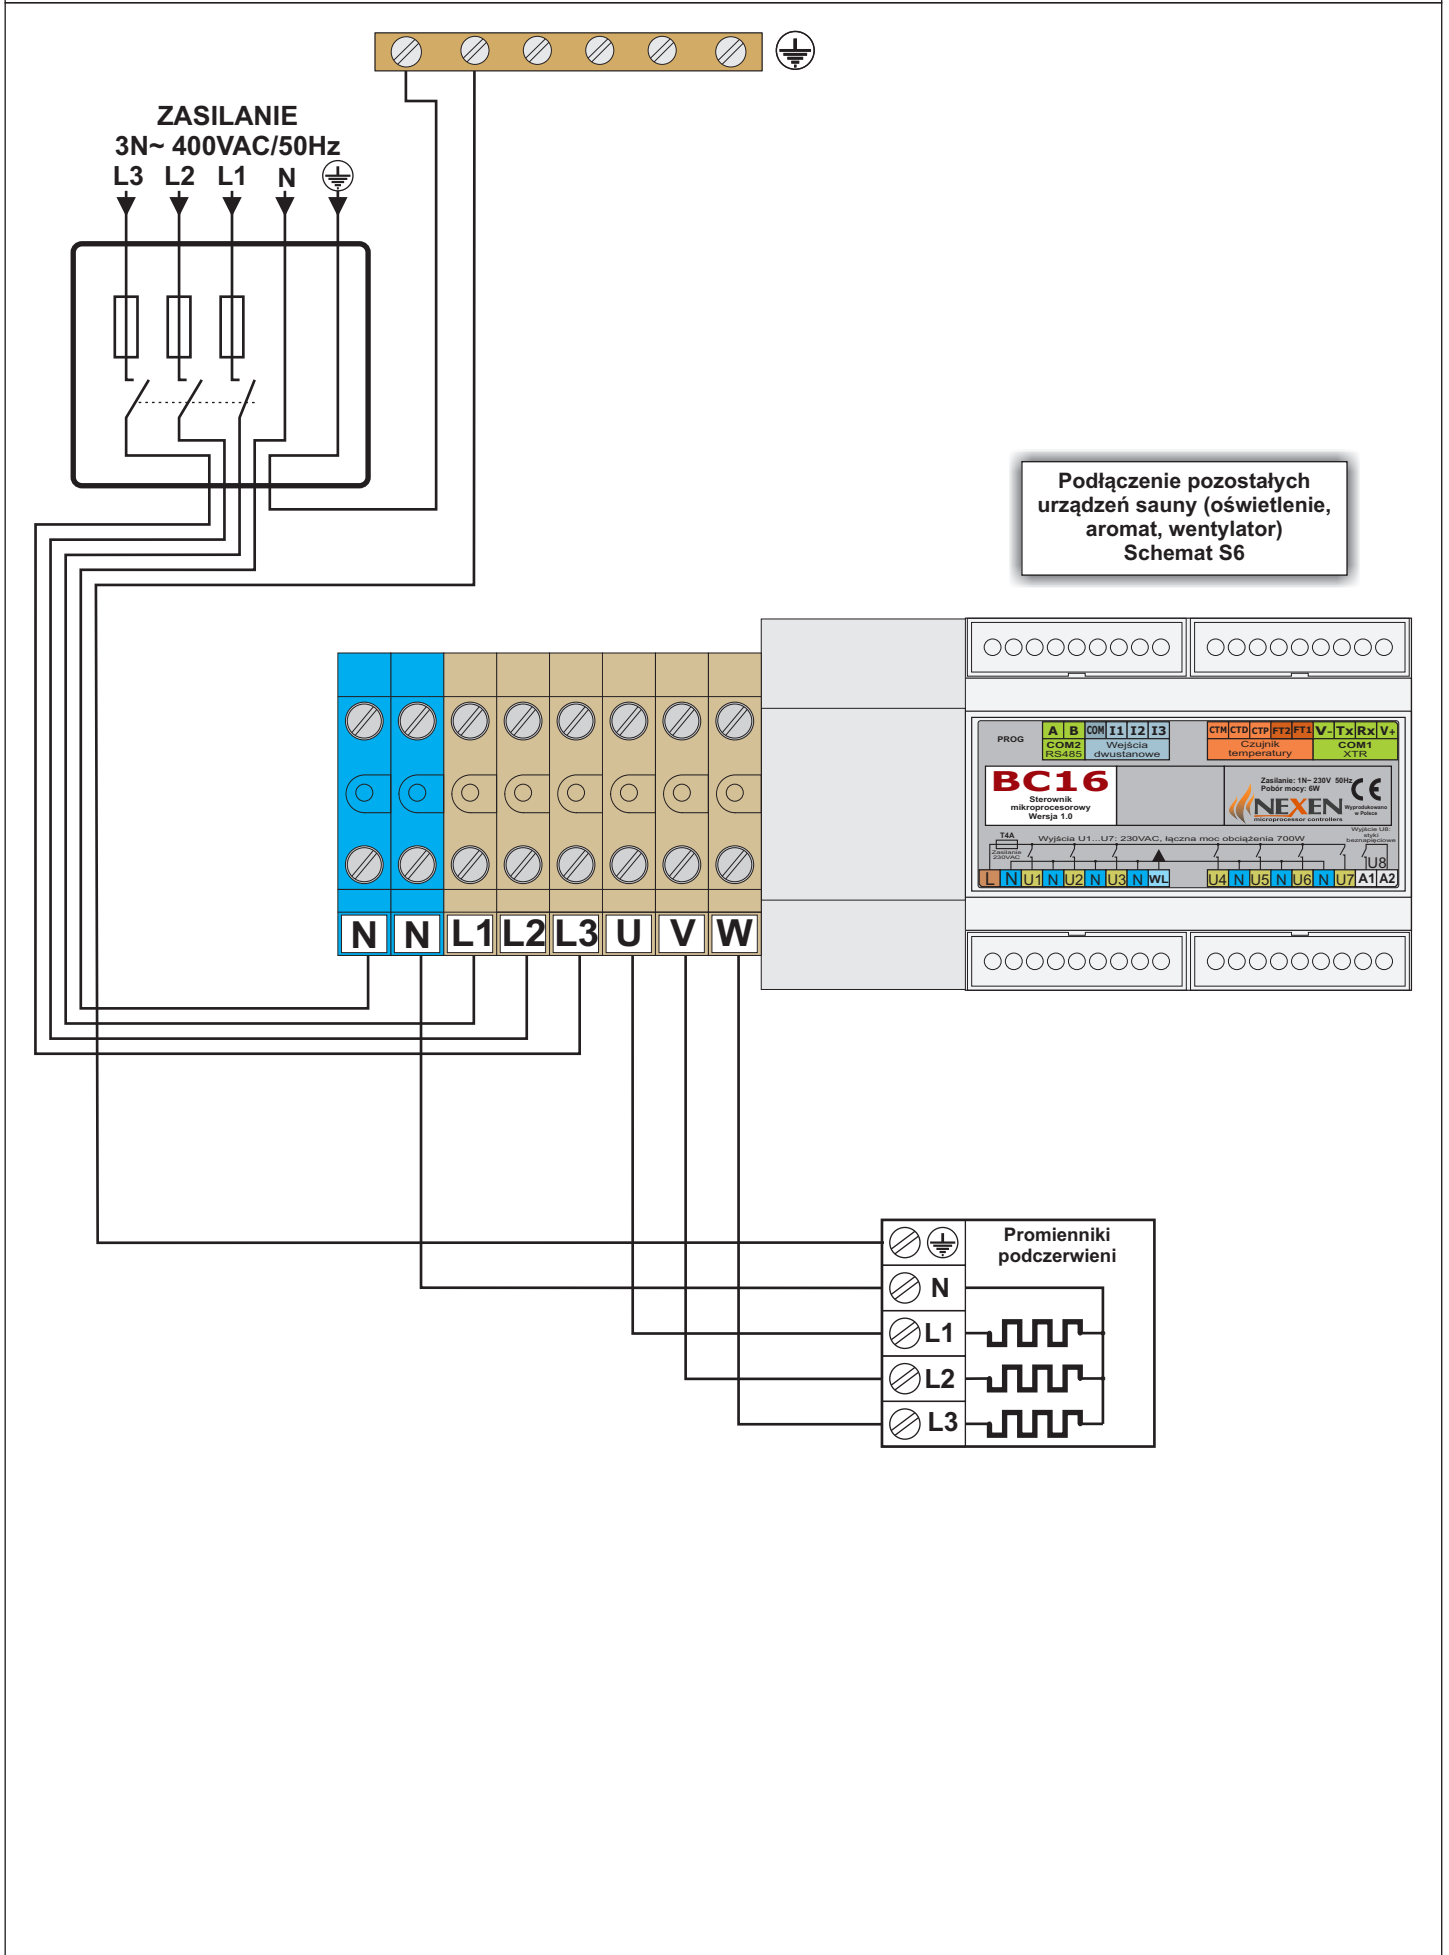 ZASILANIE
3N~ 400VAC/50Hz
L3 L2 L1 N
Podłączenie pozostałych
urządzeń sauny (oświetlenie,
aromat, wentylator)
Schemat S6
PROG
A B COM I1 I2 I3
COM2 Wejścia
RS485 dwustanowe
CTM CTD CTP FT2 FT1 V- Tx Rx V+
Czujnik COM1
temperatury XTR
BC16
Sterownik
mikroprocesorowy
Wersja 1.0
Zasilanie: 1N~ 230V 50Hz
Pobór mocy: 6W
CE
NEXEN
microprocessor controllers
Wyprodukowano
w Polsce
T4A
Zasilanie
230VAC
Wyjścia U1...U7: 230VAC, łączna moc obciążenia 700W
Wyjście U8:
styki
beznapięciowe
U8
L N U1 N U2 N U3 N WL U4 N U5 N U6 N U7 A1 A2
N N L1 L2 L3 U V W
Promienniki
podczerwieni
N
L1
L2
L3